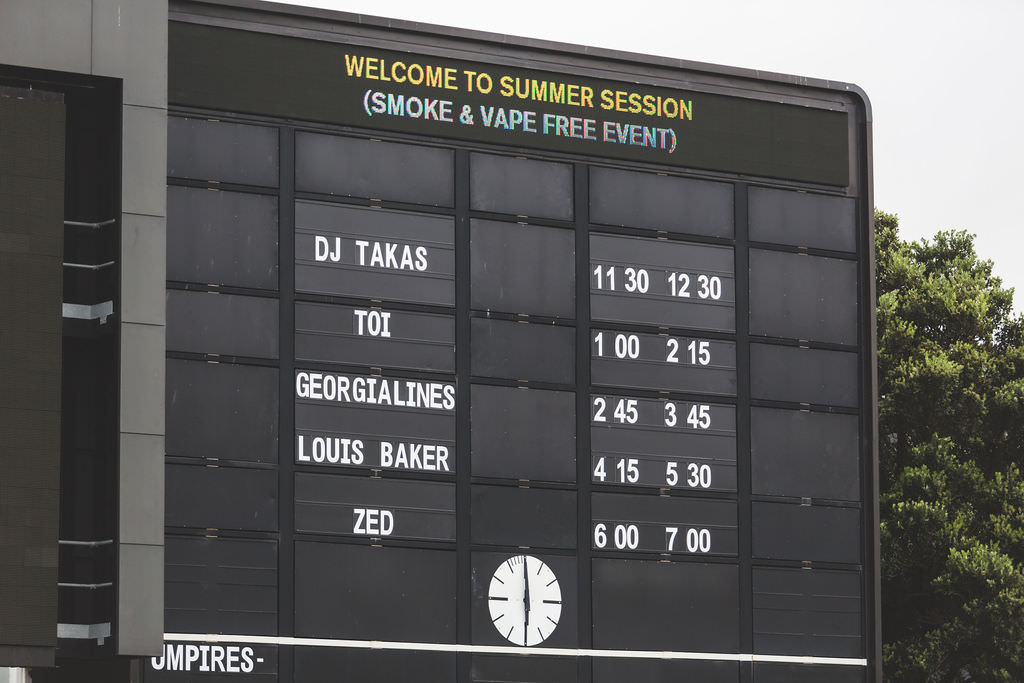 WELCOME TO SUMMER SESSION
(SMOKE & VAPE FREE EVENT)
DJ TAKAS 11 30 12 30
TOI 1 00 2 15
GEORGIALINES 2 45 3 45
LOUIS BAKER 4 15 5 30
ZED 6 00 7 00
UMPIRES-